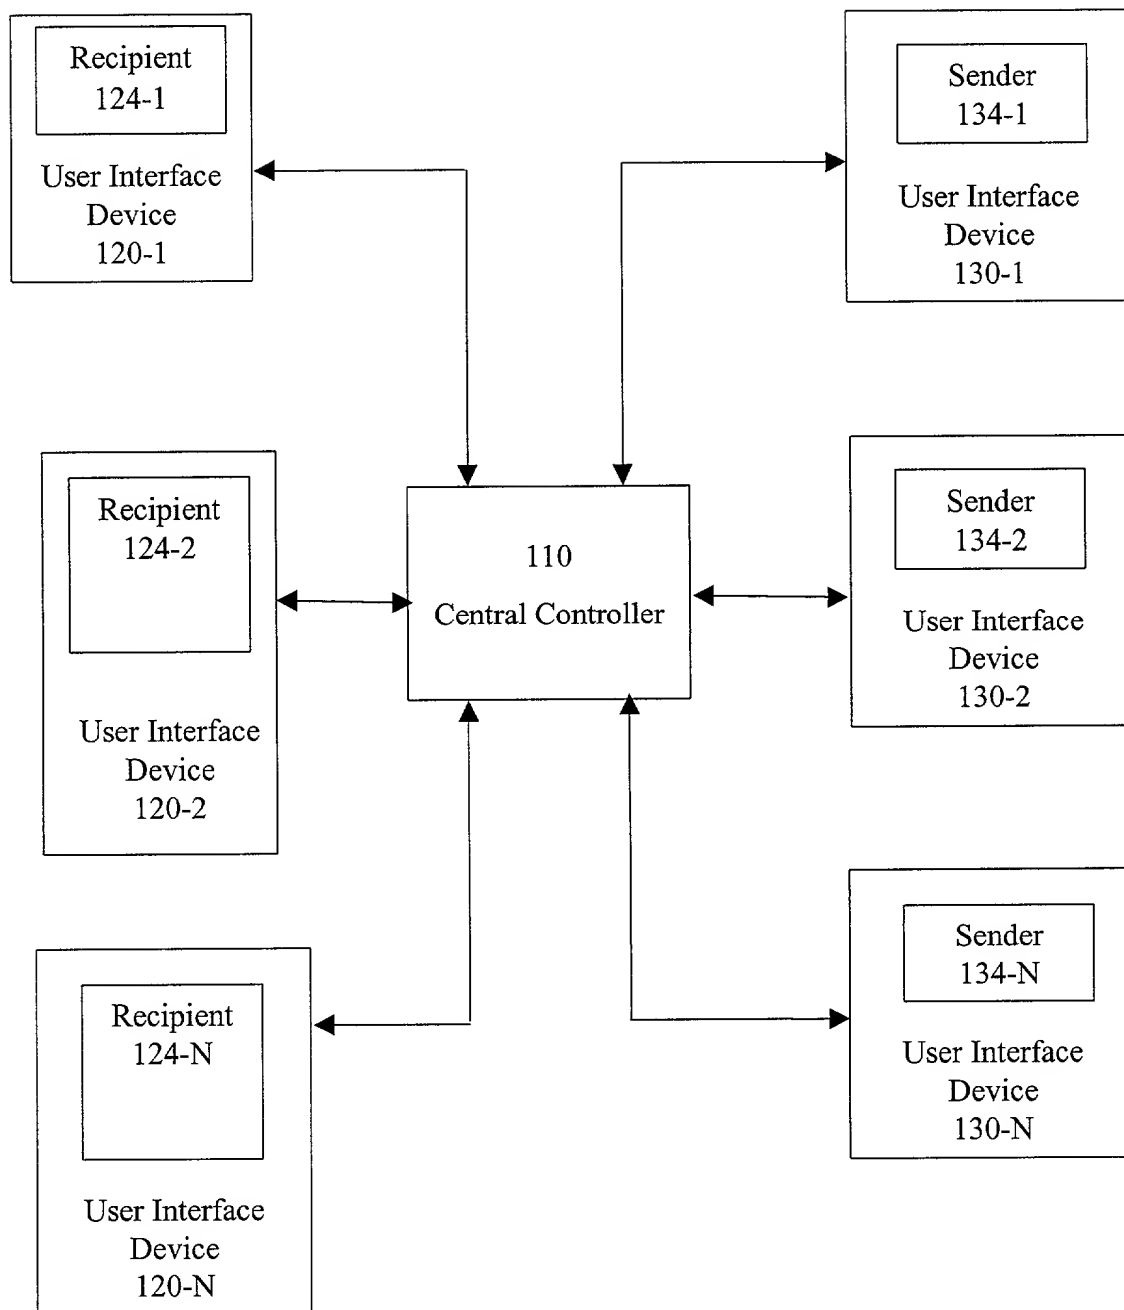 Recipient
124-1
User Interface
Device
120-1
Sender
134-1
User Interface
Device
130-1
Recipient
124-2
User Interface
Device
120-2
110
Central Controller
Sender
134-2
User Interface
Device
130-2
Recipient
124-N
User Interface
Device
120-N
Sender
134-N
User Interface
Device
130-N